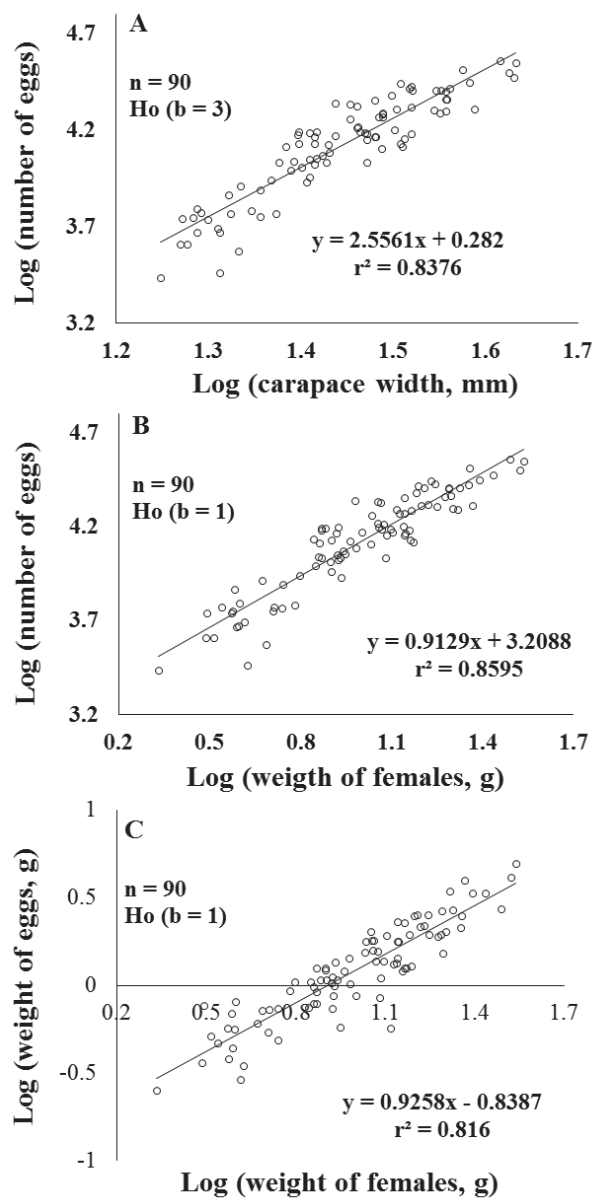 A
4.7
n = 90
Ho (b = 3)
4.2
3.7
y = 2.5561x + 0.282
r² = 0.8376
3.2
1.2 1.3 1.4 1.5 1.6 1.7
Log (number of eggs)
Log (carapace width, mm)
B
4.7
n = 90
Ho (b = 1)
4.2
3.7
y = 0.9129x + 3.2088
r² = 0.8595
3.2
0.2 0.5 0.8 1.1 1.4 1.7
Log (number of eggs)
Log (weigth of females, g)
1
C
n = 90
Ho (b = 1)
0.5
0
0.2 0.5 0.8 1.1 1.4 1.7
-0.5
y = 0.9258x - 0.8387
r² = 0.816
-1
Log (weight of eggs, g)
Log (weight of females, g)